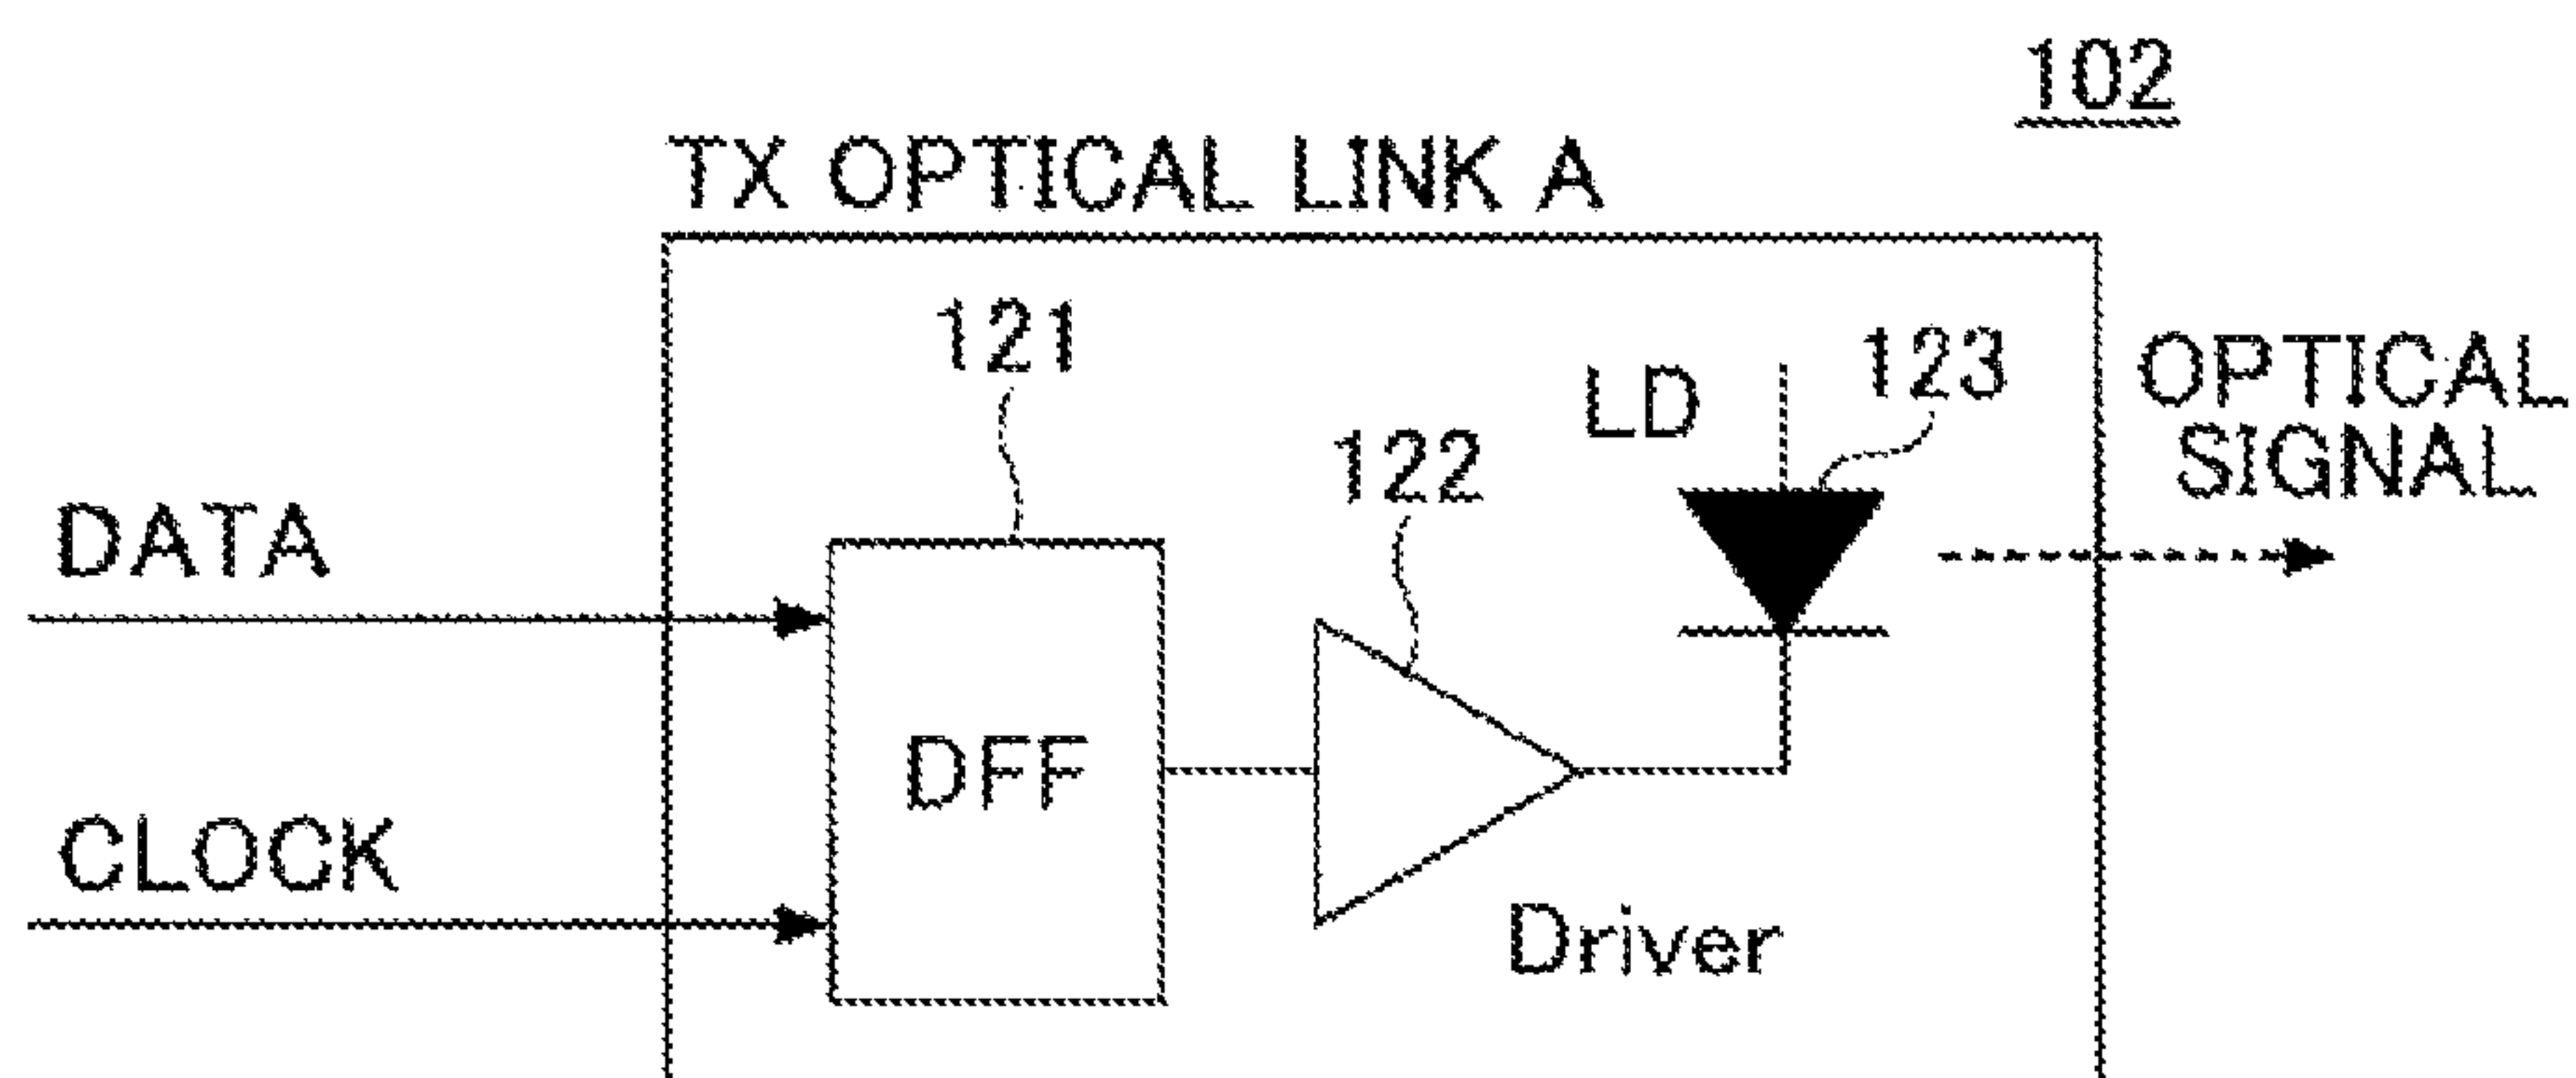 102
TX OPTICAL LINK A
121
123
LD
OPTICAL
SIGNAL
122
DATA
DFF
CLOCK
Driver